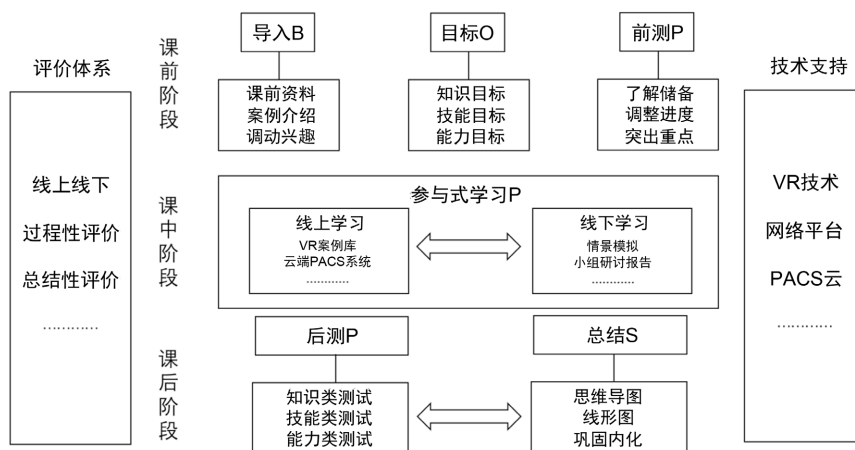 评价体系
线上线下
过程性评价
总结性评价
…………
课前阶段
导入B
课前资料
案例介绍
调动兴趣
目标O
知识目标
技能目标
能力目标
前测P
了解储备
调整进度
突出重点
课中阶段
参与式学习P
线上学习
VR案例库
云端PACS系统
…………
线下学习
情景模拟
小组研讨报告
…………
课后阶段
后测P
知识类测试
技能类测试
能力类测试
总结S
思维导图
线形图
巩固内化
技术支持
VR技术
网络平台
PACS云
…………